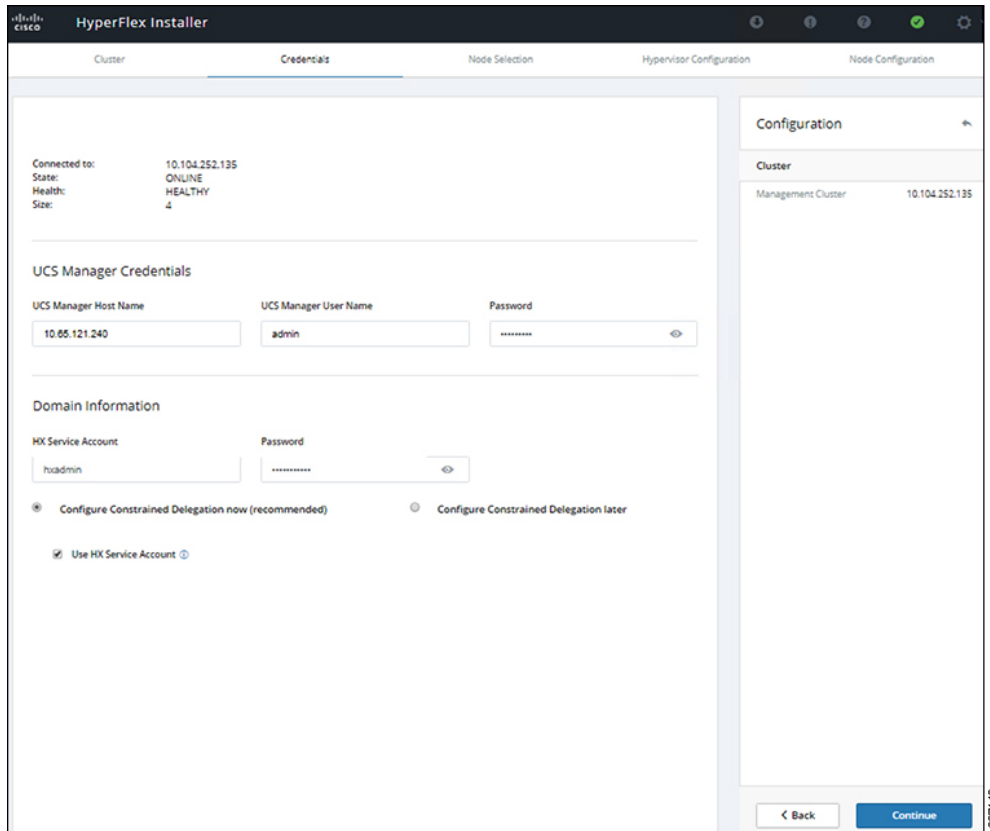 cisco HyperFlex Installer
Cluster Credentials Node Selection Hypervisor Configuration Node Configuration
Connected to: 10.104.252.135
State: ONLINE
Health: HEALTHY
Size: 4
UCS Manager Credentials
UCS Manager Host Name UCS Manager User Name Password
10.65.121.240 admin •••••••••
Domain Information
HX Service Account Password
hxadmin •••••••••••
Configure Constrained Delegation now (recommended) Configure Constrained Delegation later
Use HX Service Account
Configuration
Cluster
Management Cluster 10.104.252.135
< Back Continue